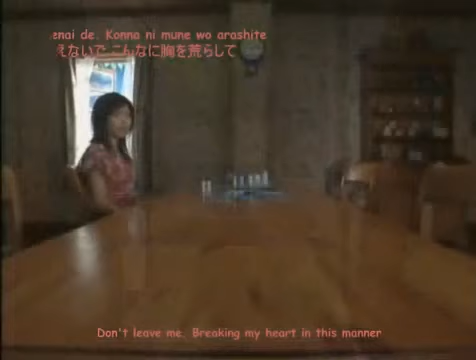 enai de. Konna ni mune wo arashite
えないで こんなに胸を荒らして
Don't leave me. Breaking my heart in this manner